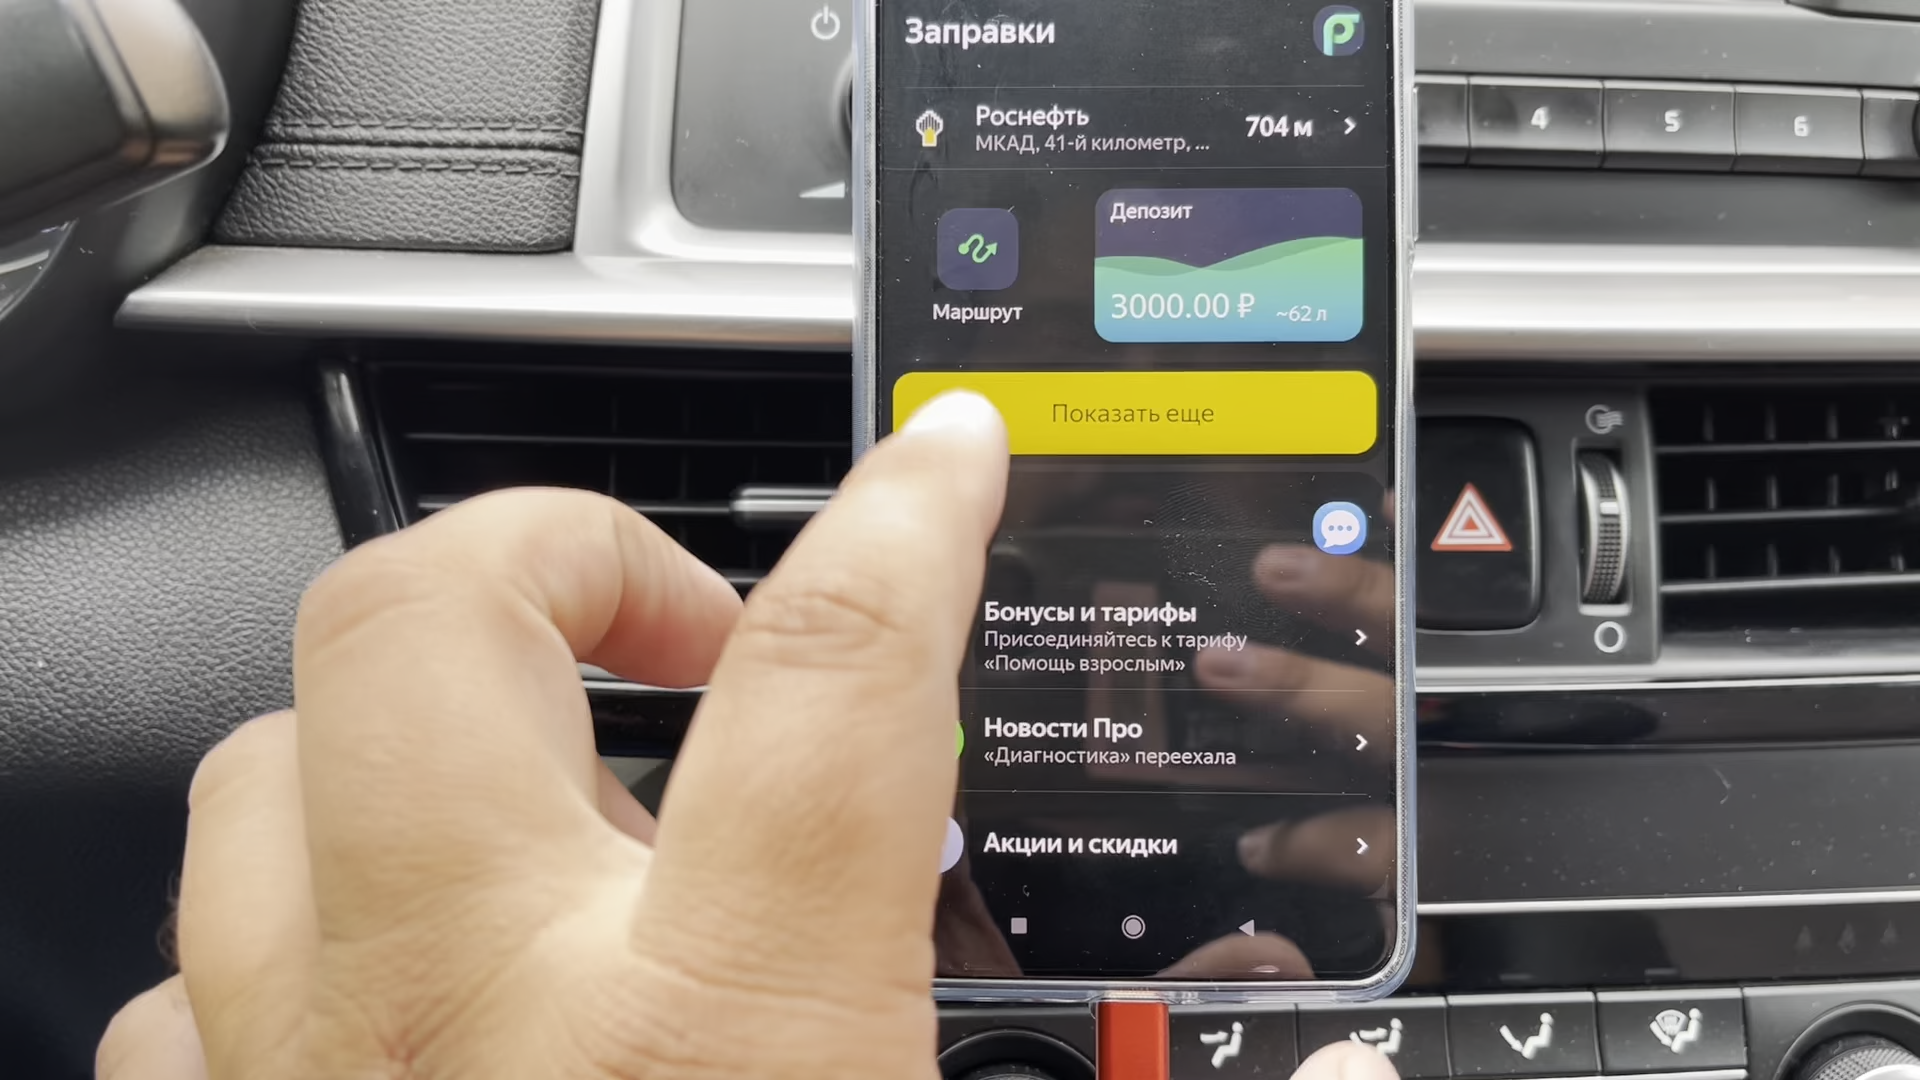 Заправки
Роснефть
МКАД, 41-й километр, ...
704 м
Депозит
3000.00 ₽
~62 л
Маршрут
Показать еще
Бонусы и тарифы
Присоединяйтесь к тарифу
«Помощь взрослым»
Новости Про
«Диагностика» переехала
Акции и скидки
4
5
6